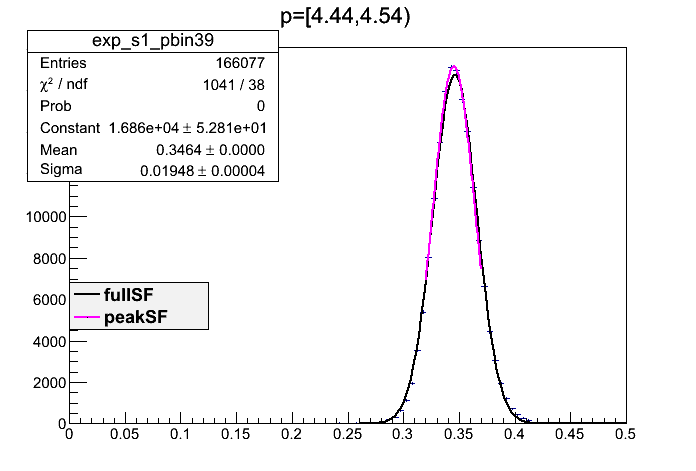 p=[4.44,4.54)
exp_s1_pbin39
Entries 166077
χ² / ndf 1041 / 38
Prob 0
Constant 1.686e+04 ± 5.281e+01
Mean 0.3464 ± 0.0000
Sigma 0.01948 ± 0.00004
10000
8000
6000
4000
2000
0
fullSF
peakSF
0 0.05 0.1 0.15 0.2 0.25 0.3 0.35 0.4 0.45 0.5